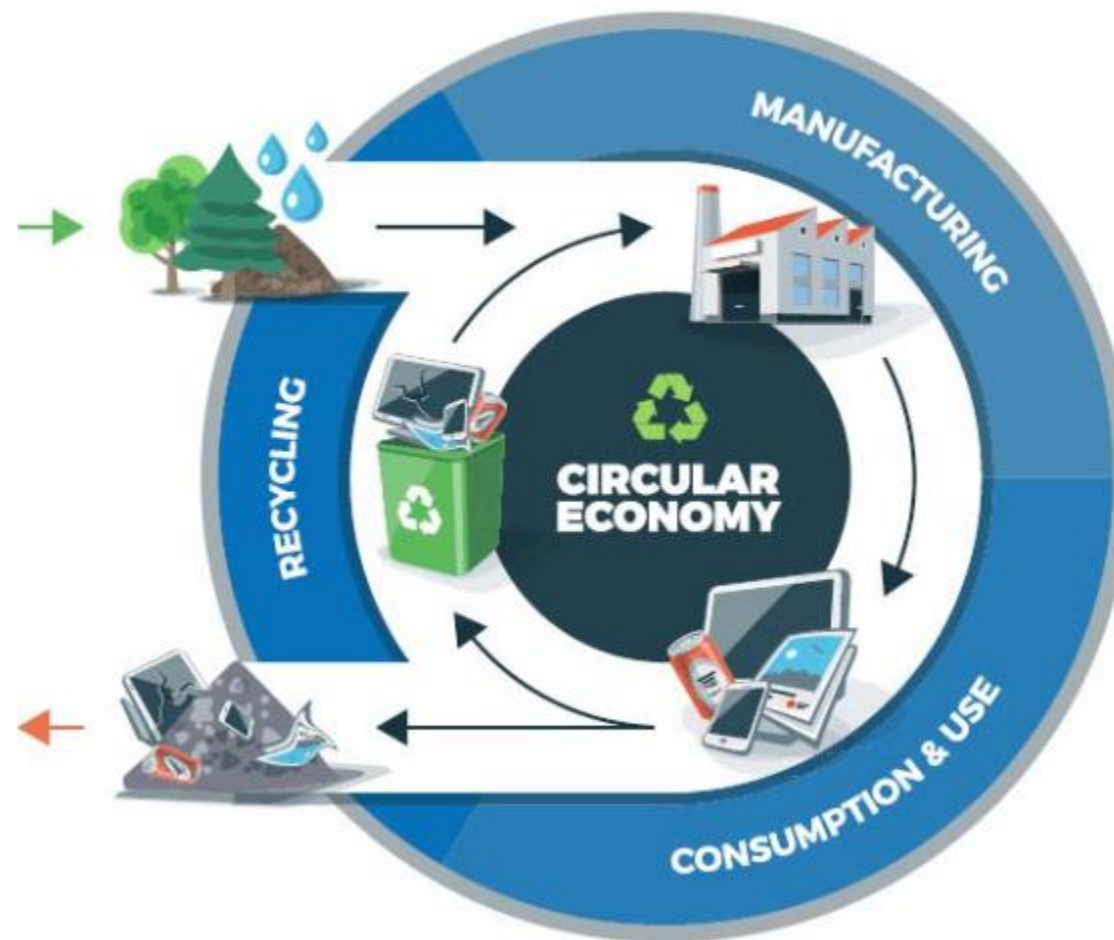 MANUFACTURING
RECYCLING
CIRCULAR
ECONOMY
CONSUMPTION & USE